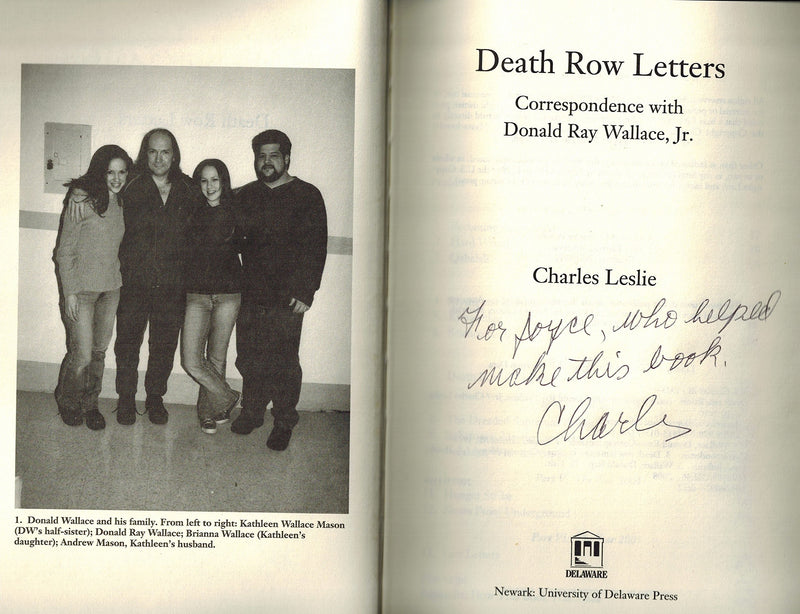 1. Donald Wallace and his family. From left to right: Kathleen Wallace Mason
(DW's half-sister); Donald Ray Wallace; Brianna Wallace (Kathleen's
daughter); Andrew Mason, Kathleen's husband.
Death Row Letters
Correspondence with
Donald Ray Wallace, Jr.
Charles Leslie
For Joyce, who helped
make this book.
Charles
DELAWARE
Newark: University of Delaware Press